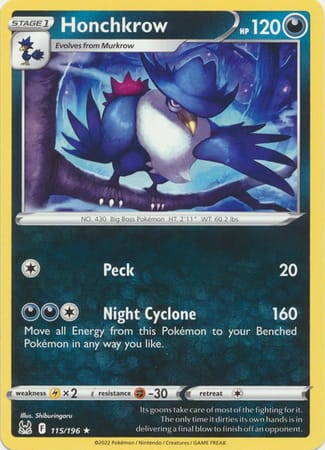 STAGE 1
Honchkrow
HP 120
Evolves from Murkrow
NO. 430 Big Boss Pokémon HT: 2'11" WT: 60.2 lbs.
Peck 20
Night Cyclone 160
Move all Energy from this Pokémon to your Benched
Pokémon in any way you like.
weakness ×2 resistance -30 retreat
Illus. Shiburingaru
F 115/196 ★
Its goons take care of most of the fighting for it.
The only time it dirties its own hands is in
delivering a final blow to finish off an opponent.
©2022 Pokémon / Nintendo / Creatures / GAME FREAK